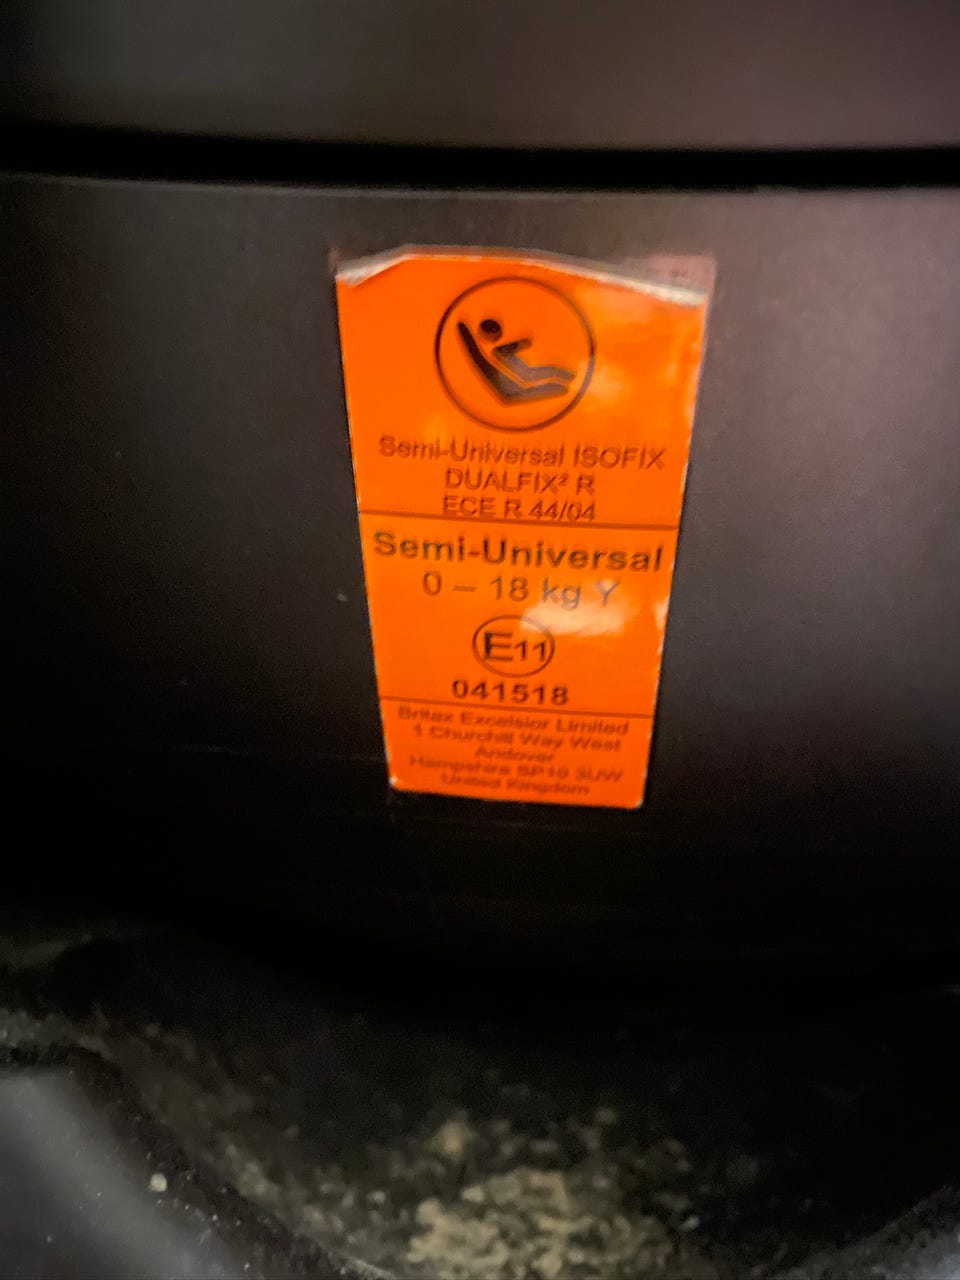 Semi-Universal ISOFIX
DUALFIX² R
ECE R 44/04
Semi-Universal
0 – 18 kg Y
E11
041518
Britax Excelsior Limited
1 Churchill Way West
Andover
Hampshire SP10 3UW
United Kingdom